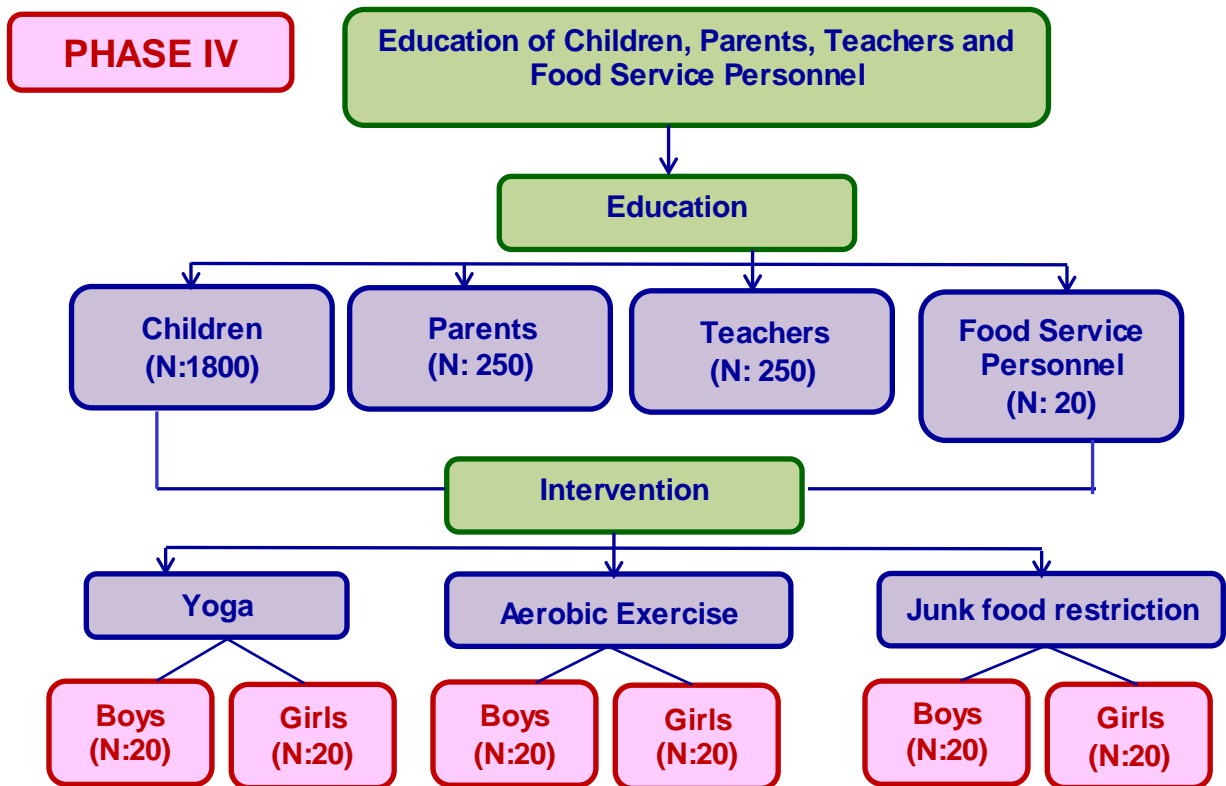 PHASE IV
Education of Children, Parents, Teachers and
Food Service Personnel
Education
Children
(N:1800)
Parents
(N: 250)
Teachers
(N: 250)
Food Service
Personnel
(N: 20)
Intervention
Yoga
Aerobic Exercise
Junk food restriction
Boys
(N:20)
Girls
(N:20)
Boys
(N:20)
Girls
(N:20)
Boys
(N:20)
Girls
(N:20)